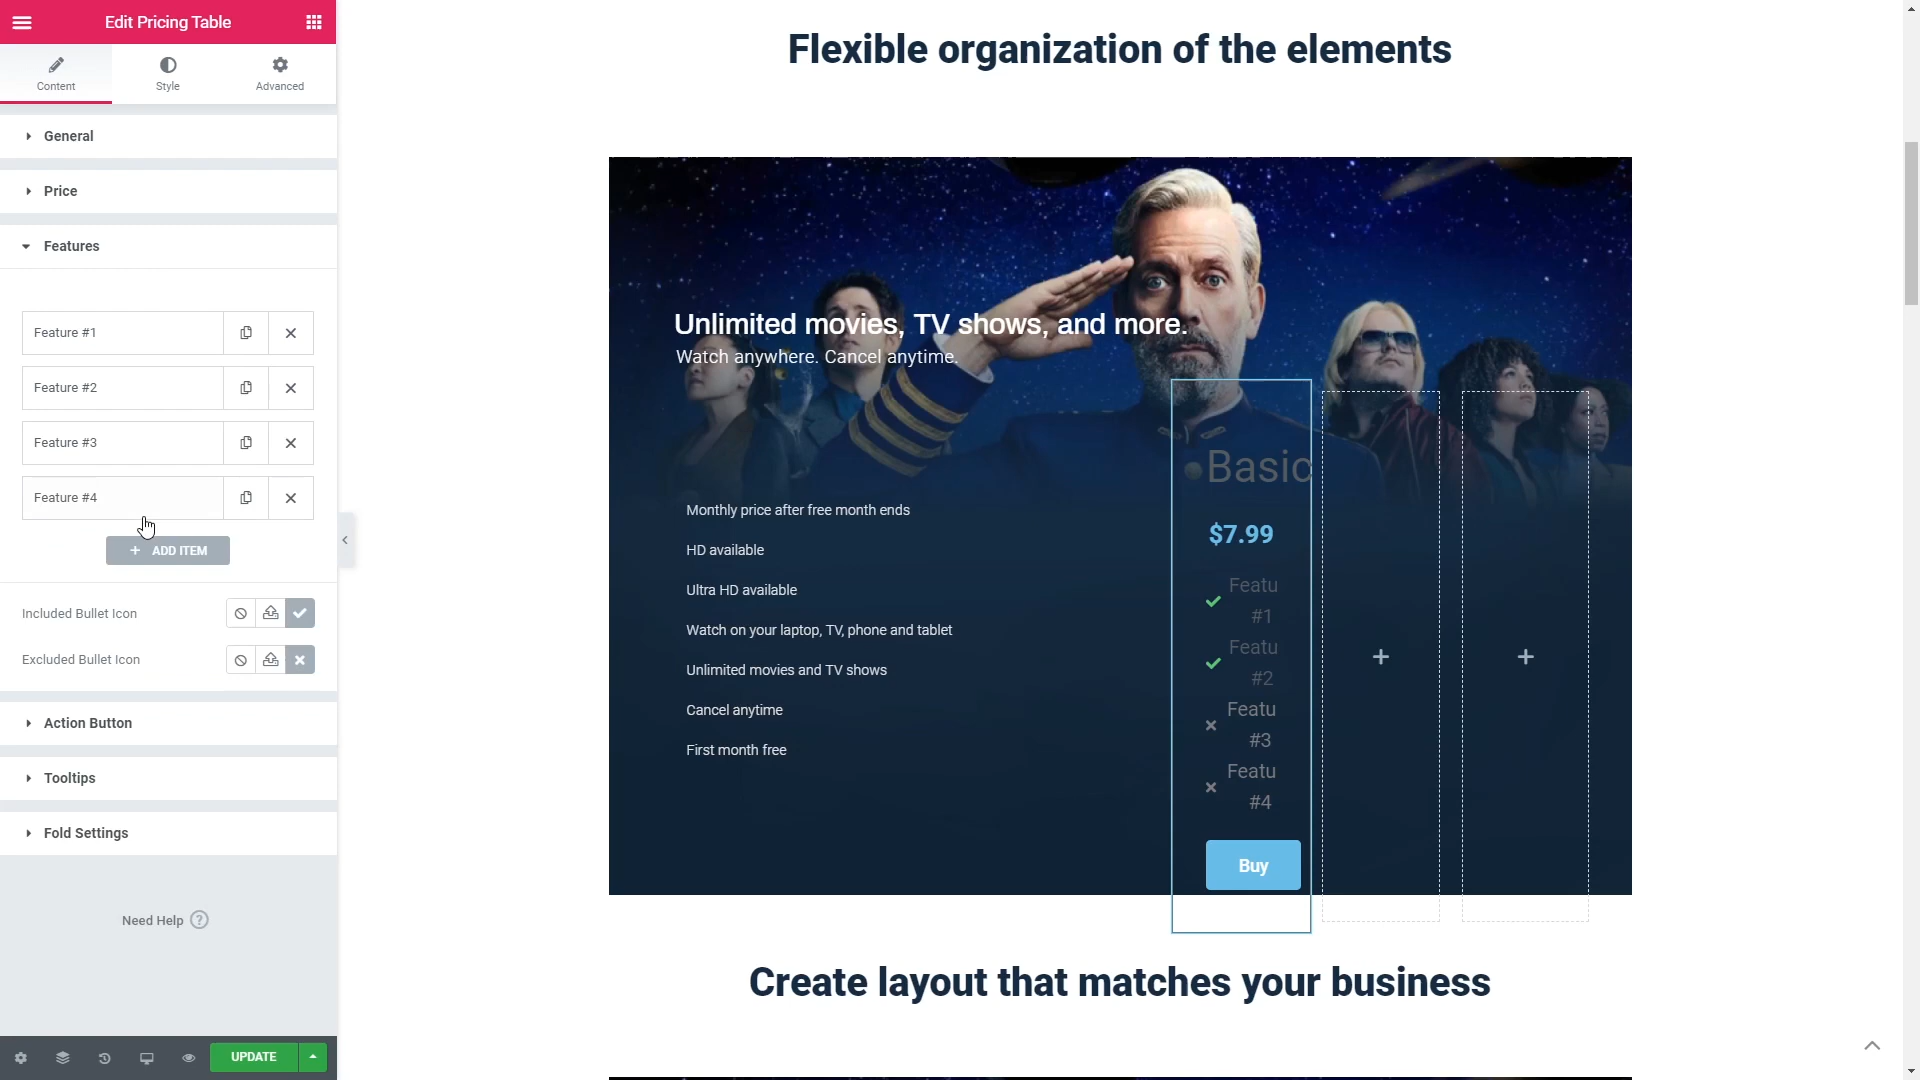 Edit Pricing Table
Content
Style
Advanced
General
Price
Features
Feature #1
Feature #2
Feature #3
Feature #4
ADD ITEM
Included Bullet Icon
Excluded Bullet Icon
Action Button
Tooltips
Fold Settings
Need Help ?
UPDATE
Flexible organization of the elements
Unlimited movies, TV shows, and more.
Watch anywhere. Cancel anytime.
Monthly price after free month ends
HD available
Ultra HD available
Watch on your laptop, TV, phone and tablet
Unlimited movies and TV shows
Cancel anytime
First month free
Basic
$7.99
Featu
#1
Featu
#2
Featu
#3
Featu
#4
Buy
Create layout that matches your business